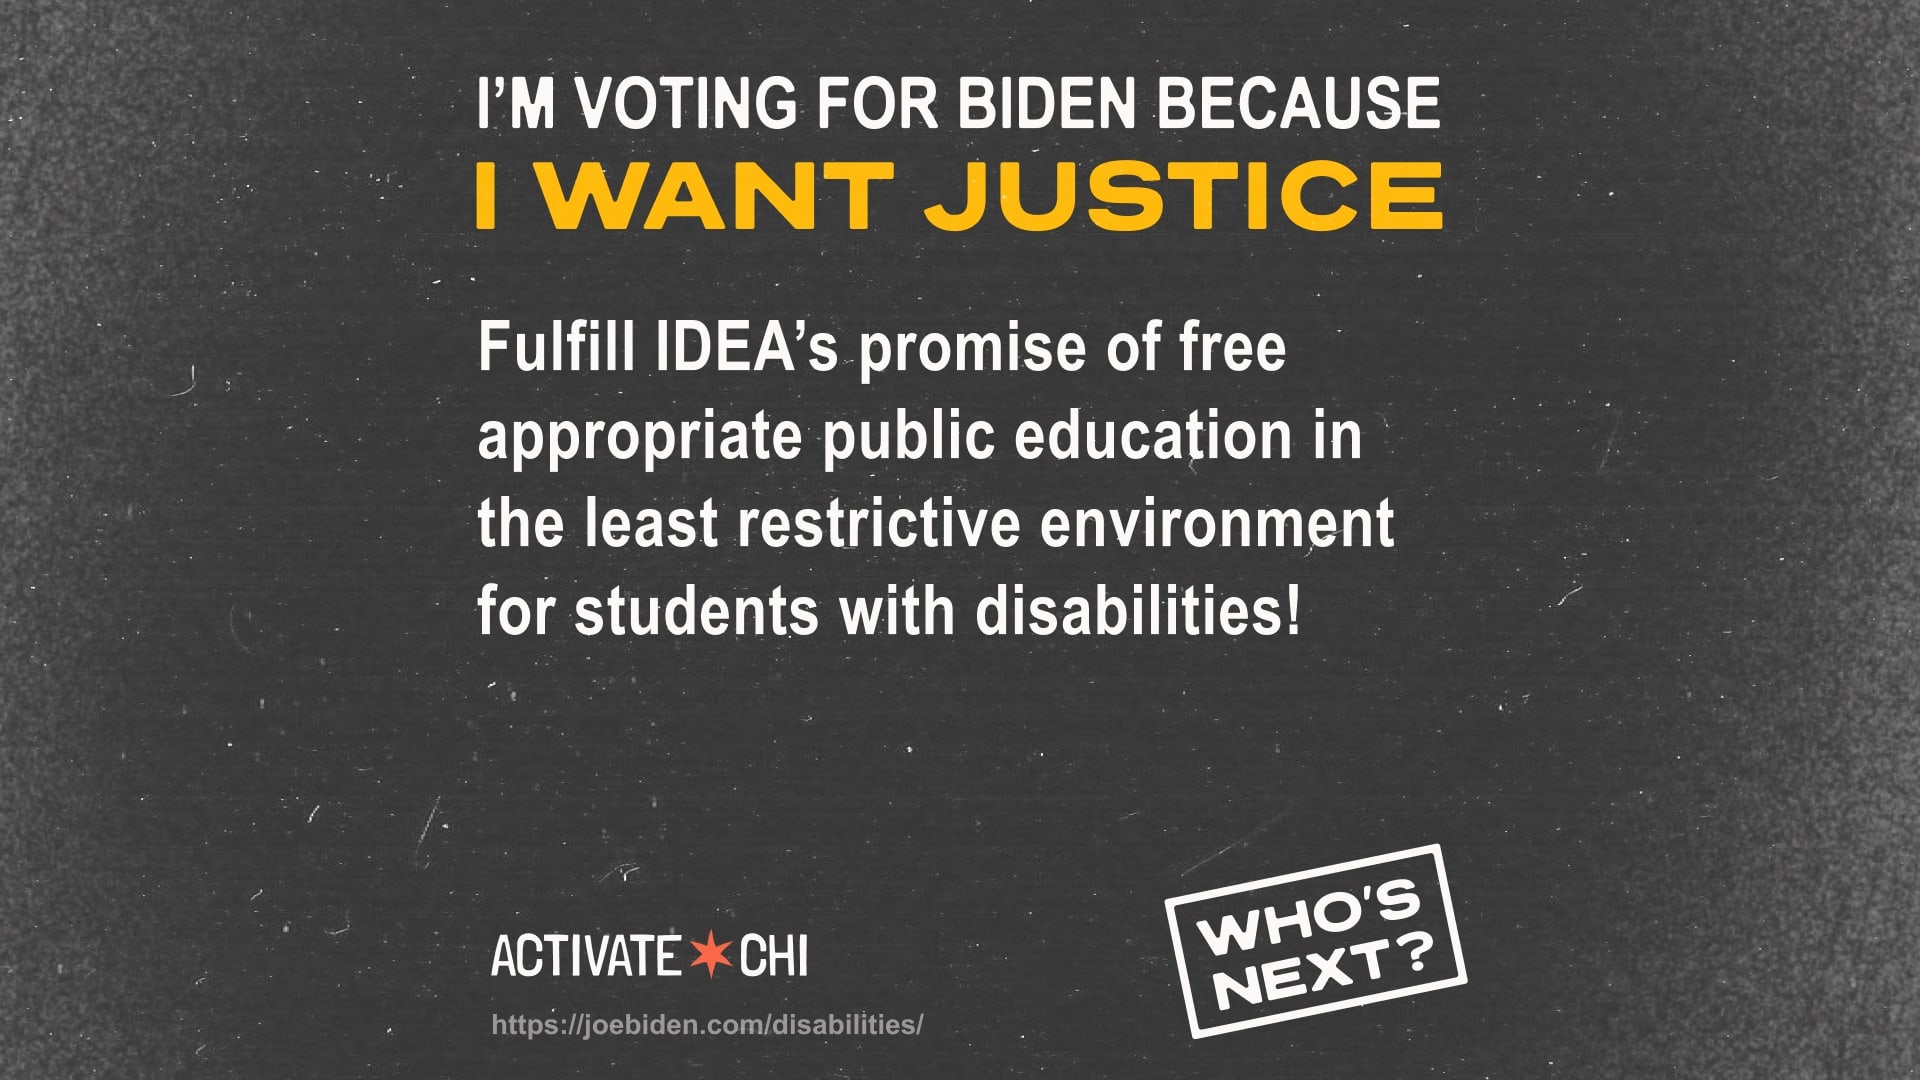 I’M VOTING FOR BIDEN BECAUSE
I WANT JUSTICE
Fulfill IDEA’s promise of free
appropriate public education in
the least restrictive environment
for students with disabilities!
ACTIVATE CHI
https://joebiden.com/disabilities/
WHO'S
NEXT?